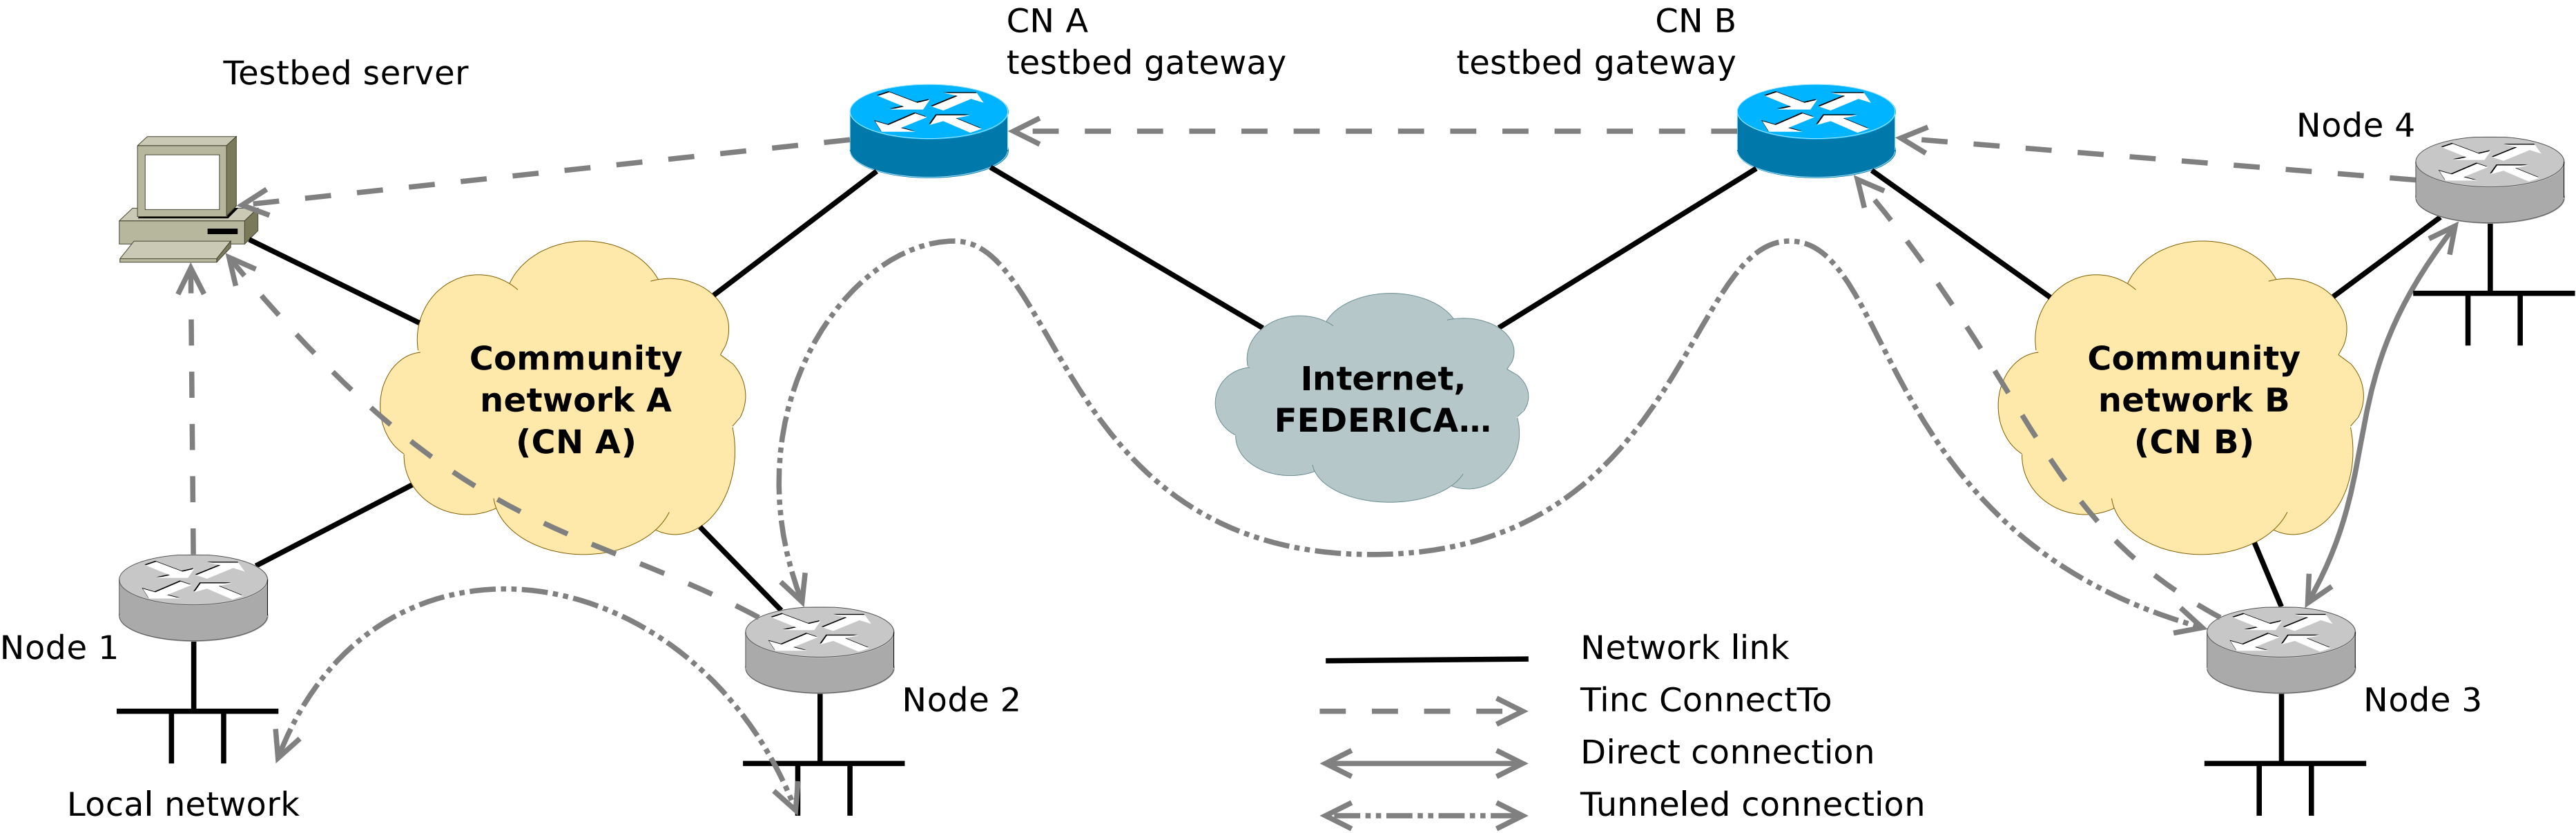 CN A
testbed gateway
CN B
testbed gateway
Testbed server
Node 4
Community
network A
(CN A)
Internet,
FEDERICA...
Community
network B
(CN B)
Node 1
Node 2
Node 3
Local network
Network link
Tinc ConnectTo
Direct connection
Tunneled connection